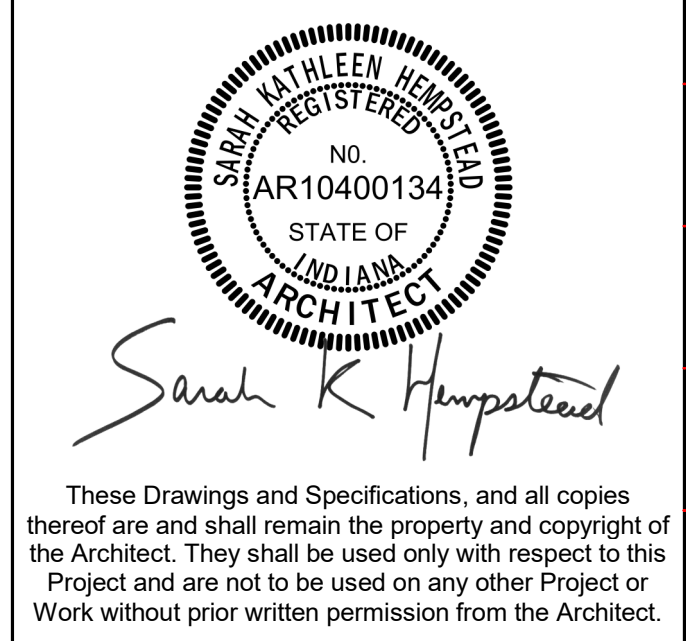 SARAH KATHLEEN HEMPSTEAD
REGISTERED
N0.
AR10400134
STATE OF
INDIANA
ARCHITECT
Sarah K Hempstead
These Drawings and Specifications, and all copies
thereof are and shall remain the property and copyright of
the Architect. They shall be used only with respect to this
Project and are not to be used on any other Project or
Work without prior written permission from the Architect.